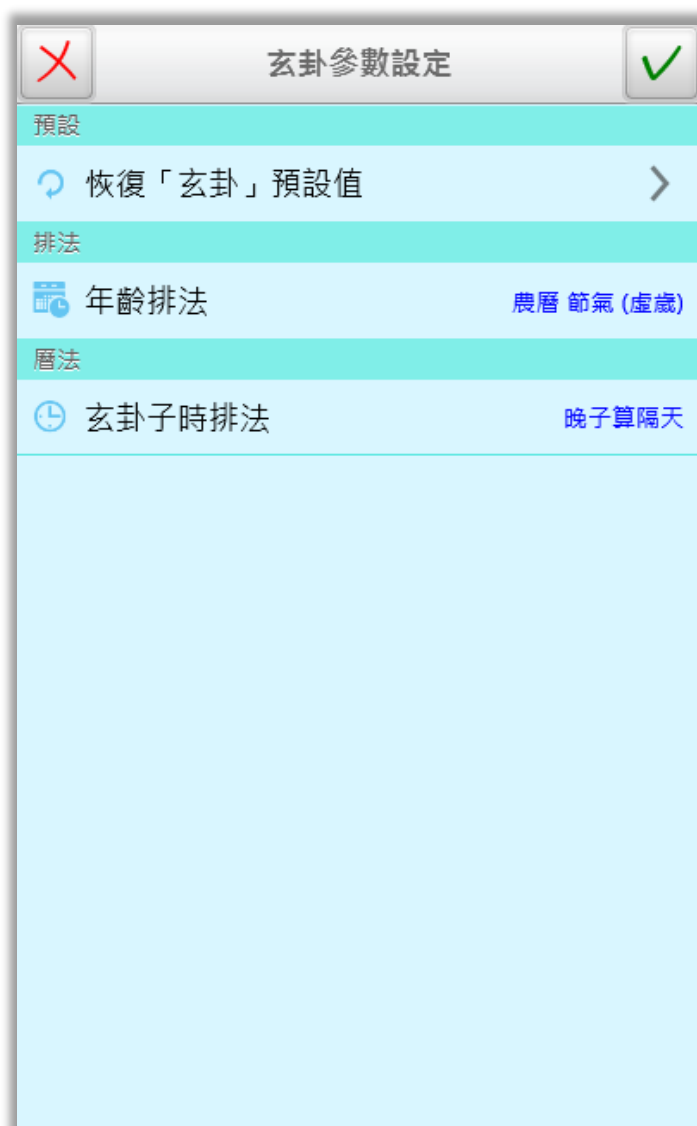 玄卦參數設定
預設
恢復「玄卦」預設值
排法
年齡排法 農曆 節氣 (虛歲)
曆法
玄卦子時排法 晚子算隔天